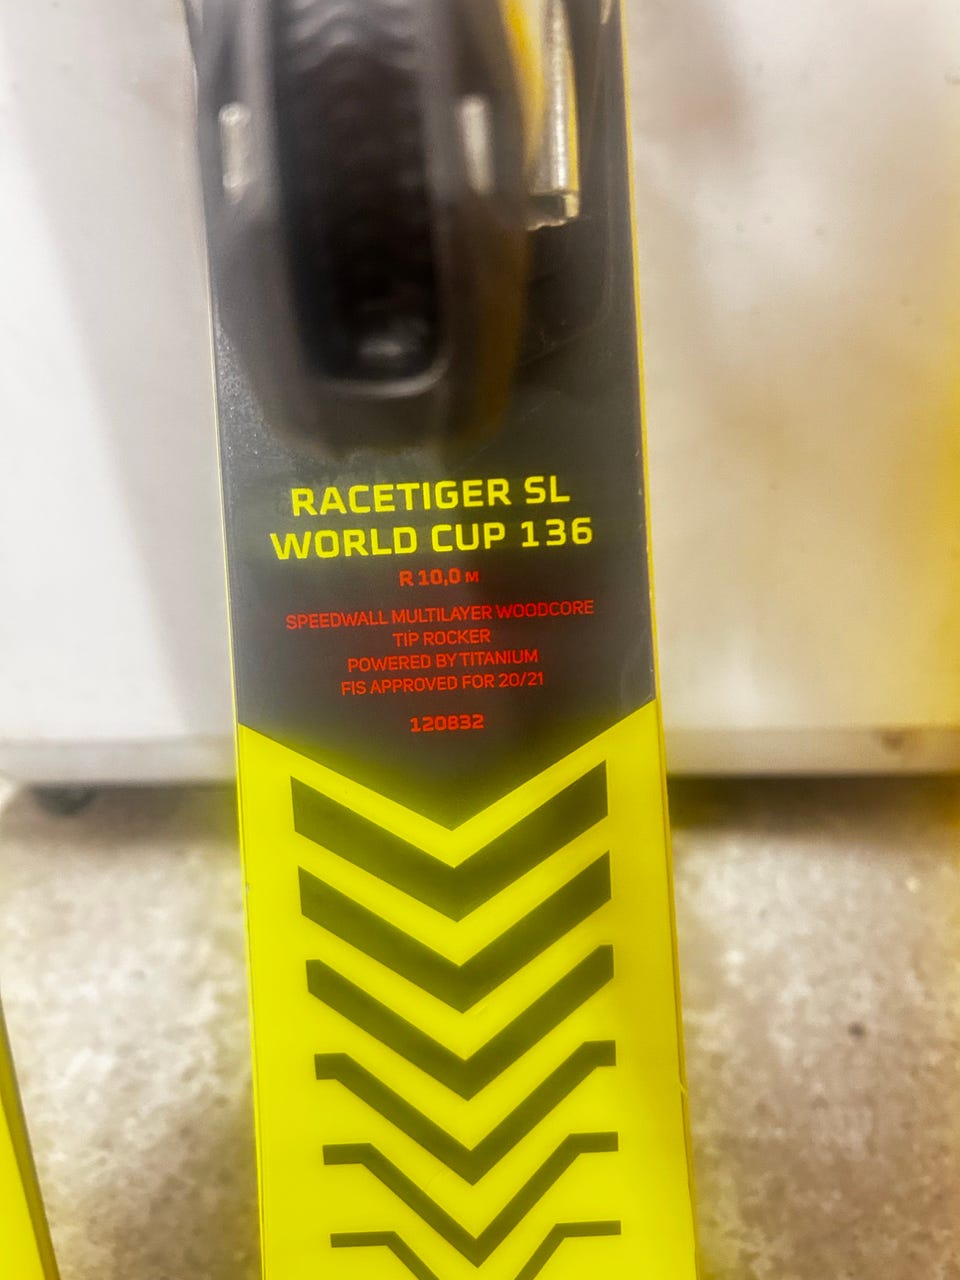 RACETIGER SL
WORLD CUP 136
R 10,0 M
SPEEDWALL MULTILAYER WOODCORE
TIP ROCKER
POWERED BY TITANIUM
FIS APPROVED FOR 20/21
120832